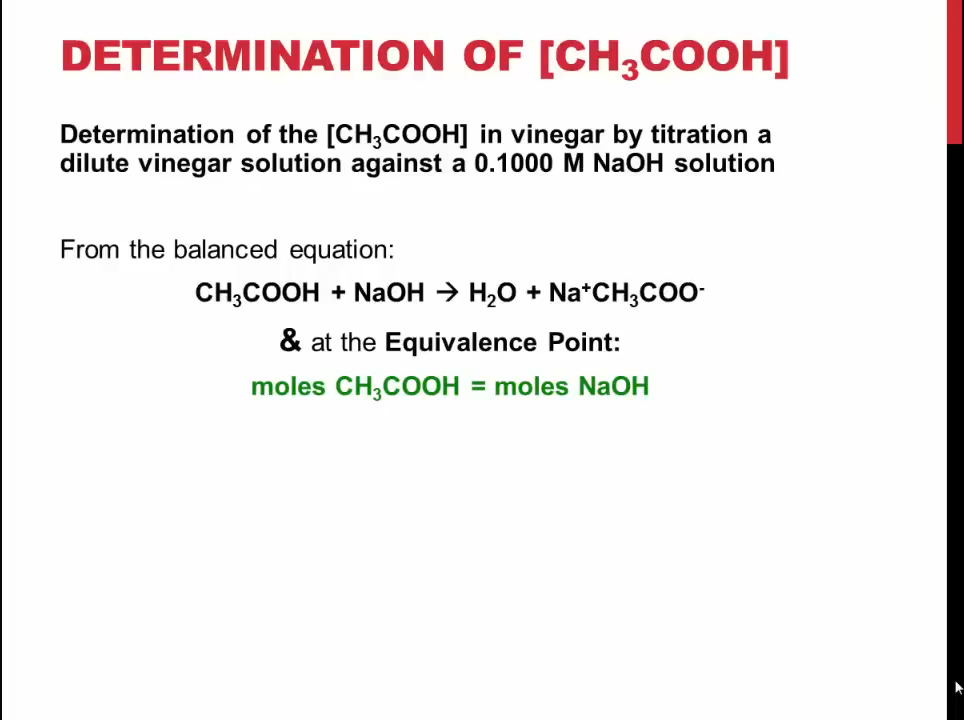 DETERMINATION OF [CH₃COOH]
Determination of the [CH₃COOH] in vinegar by titration a
dilute vinegar solution against a 0.1000 M NaOH solution
From the balanced equation:
CH₃COOH + NaOH → H₂O + Na⁺CH₃COO⁻
& at the Equivalence Point:
moles CH₃COOH = moles NaOH